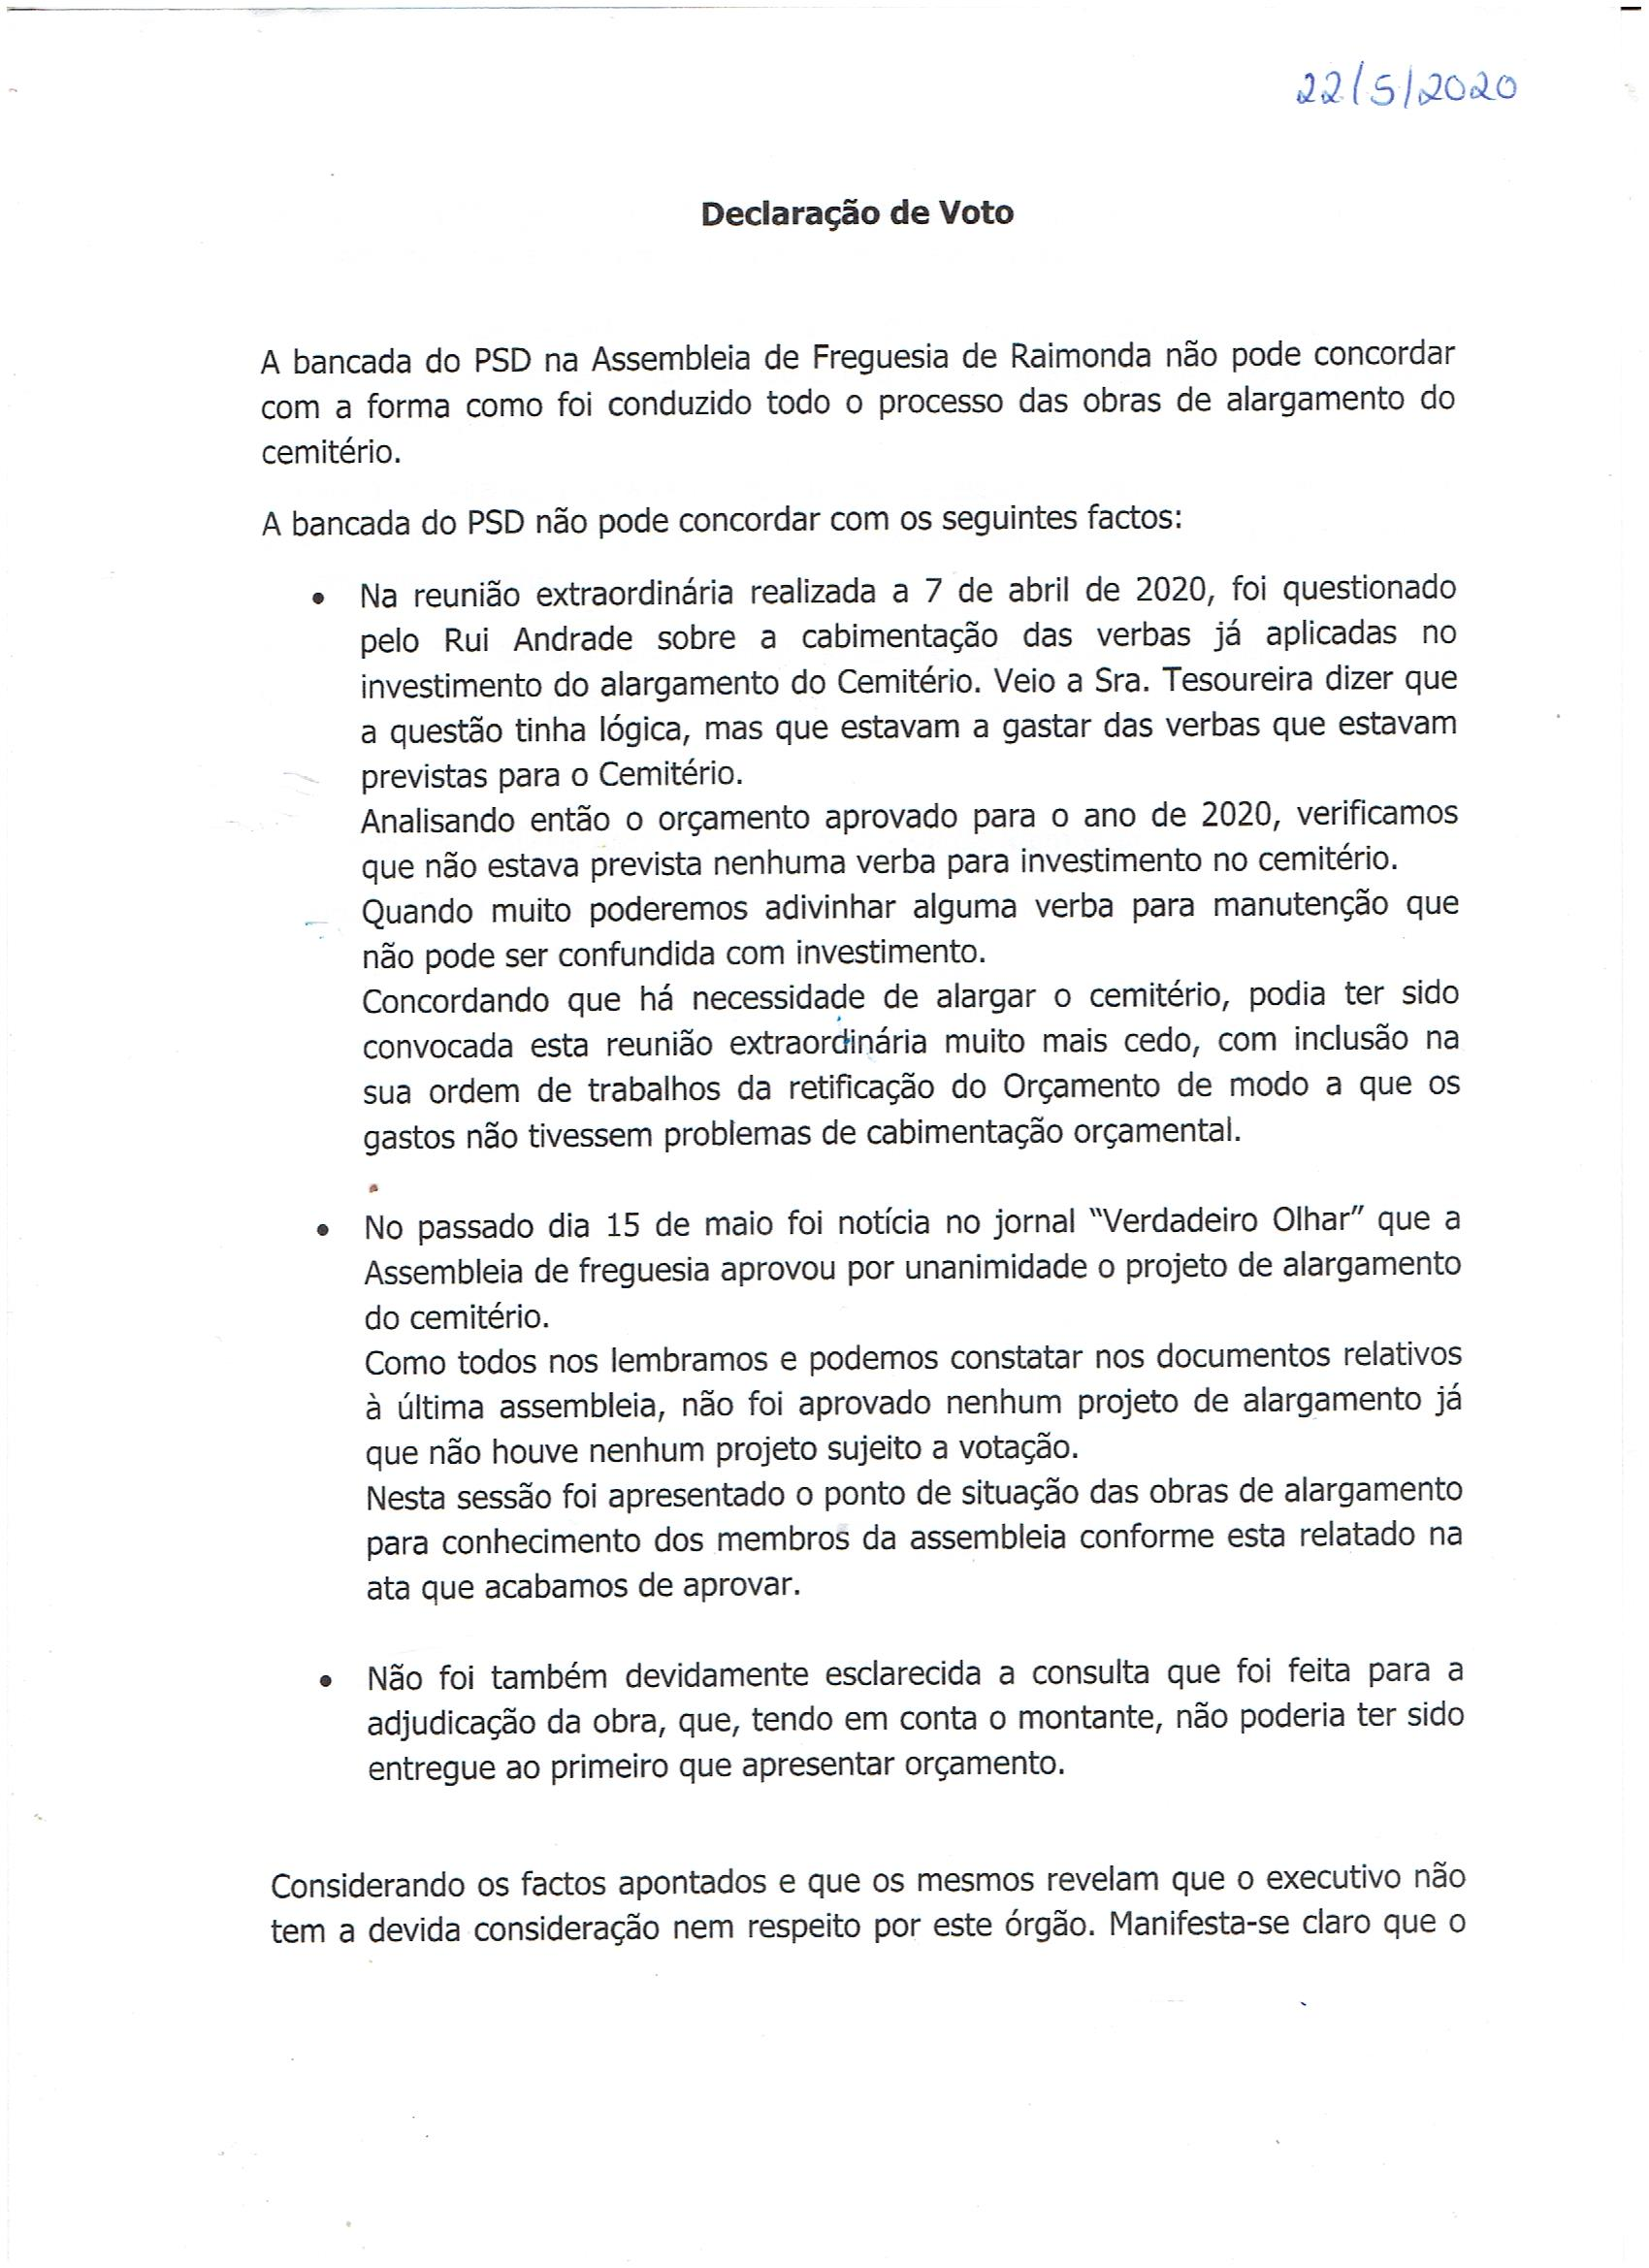 22/5/2020
Declaração de Voto
A bancada do PSD na Assembleia de Freguesia de Raimonda não pode concordar
com a forma como foi conduzido todo o processo das obras de alargamento do
cemitério.
A bancada do PSD não pode concordar com os seguintes factos:
• Na reunião extraordinária realizada a 7 de abril de 2020, foi questionado
pelo Rui Andrade sobre a cabimentação das verbas já aplicadas no
investimento do alargamento do Cemitério. Veio a Sra. Tesoureira dizer que
a questão tinha lógica, mas que estavam a gastar das verbas que estavam
previstas para o Cemitério.
Analisando então o orçamento aprovado para o ano de 2020, verificamos
que não estava prevista nenhuma verba para investimento no cemitério.
Quando muito poderemos adivinhar alguma verba para manutenção que
não pode ser confundida com investimento.
Concordando que há necessidade de alargar o cemitério, podia ter sido
convocada esta reunião extraordinária muito mais cedo, com inclusão na
sua ordem de trabalhos da retificação do Orçamento de modo a que os
gastos não tivessem problemas de cabimentação orçamental.
• No passado dia 15 de maio foi notícia no jornal "Verdadeiro Olhar" que a
Assembleia de freguesia aprovou por unanimidade o projeto de alargamento
do cemitério.
Como todos nos lembramos e podemos constatar nos documentos relativos
à última assembleia, não foi aprovado nenhum projeto de alargamento já
que não houve nenhum projeto sujeito a votação.
Nesta sessão foi apresentado o ponto de situação das obras de alargamento
para conhecimento dos membros da assembleia conforme esta relatado na
ata que acabamos de aprovar.
• Não foi também devidamente esclarecida a consulta que foi feita para a
adjudicação da obra, que, tendo em conta o montante, não poderia ter sido
entregue ao primeiro que apresentar orçamento.
Considerando os factos apontados e que os mesmos revelam que o executivo não
tem a devida consideração nem respeito por este órgão. Manifesta-se claro que o